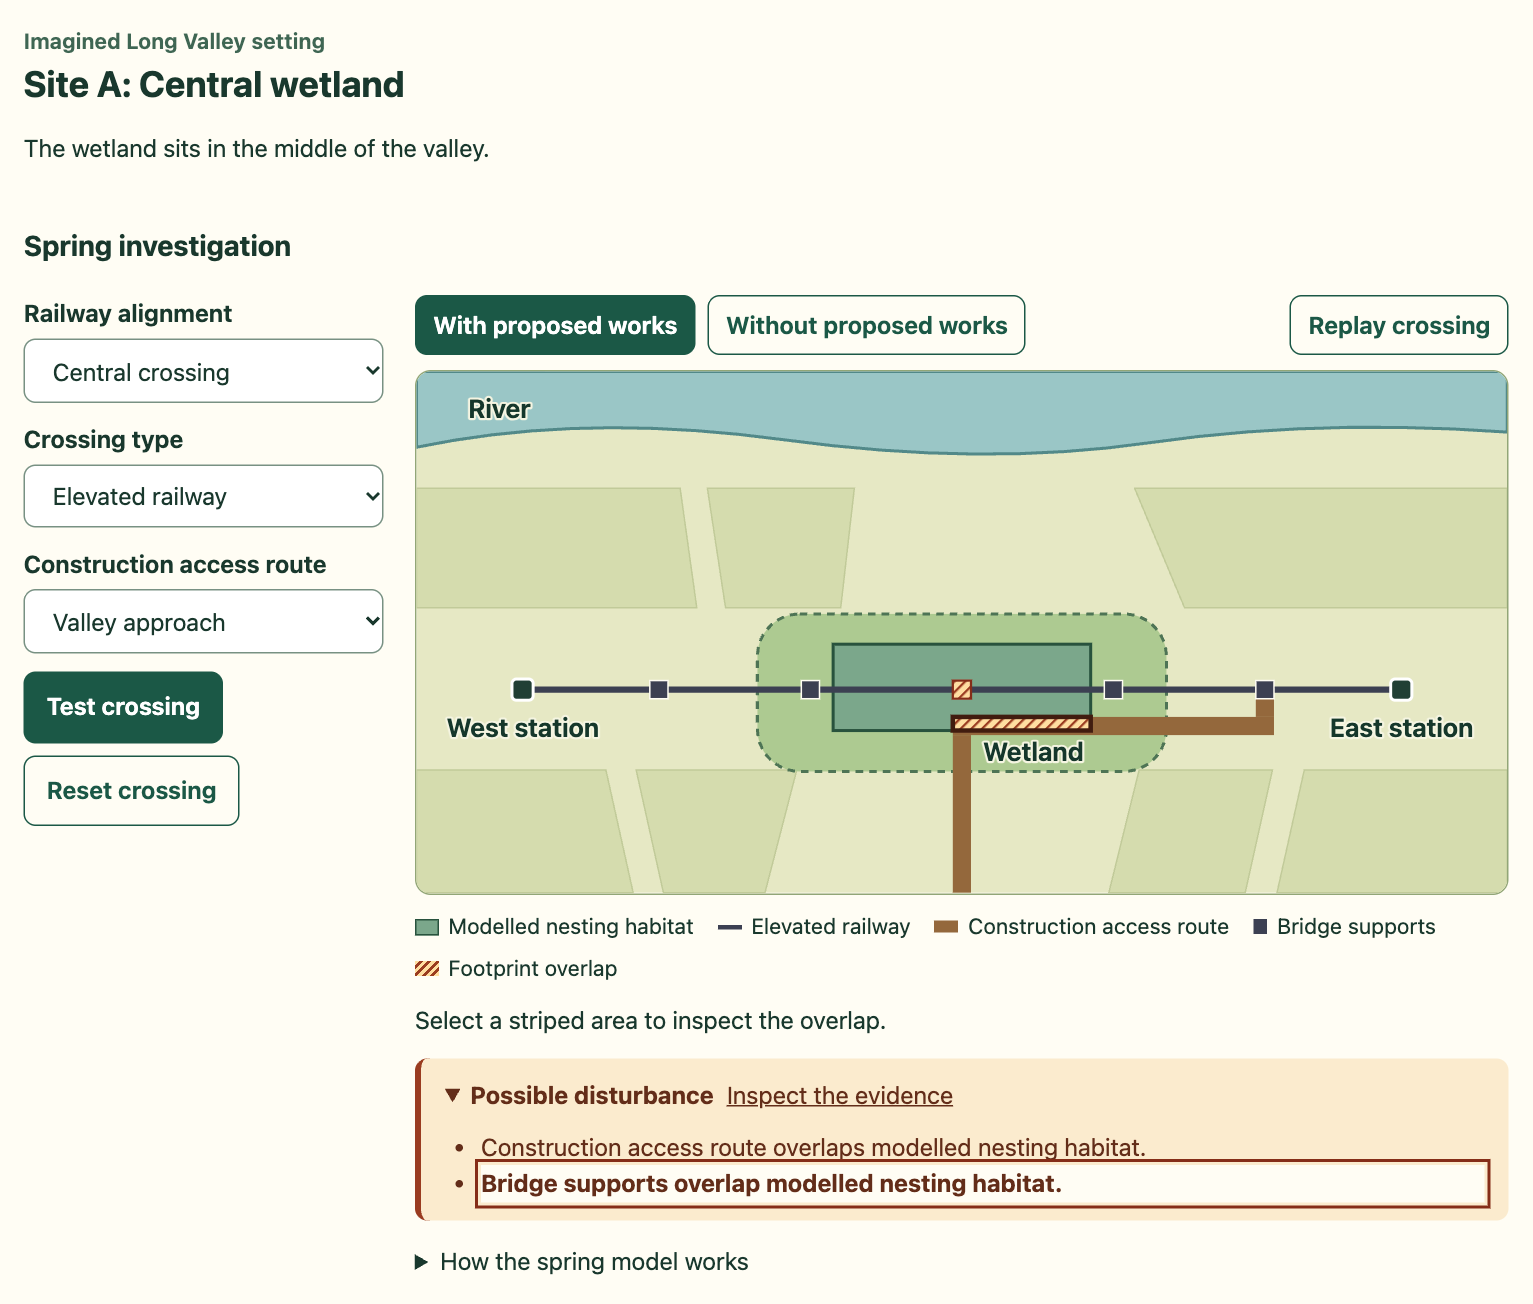 Imagined Long Valley setting
Site A: Central wetland
The wetland sits in the middle of the valley.
Spring investigation
Railway alignment
Central crossing
Crossing type
Elevated railway
Construction access route
Valley approach
Test crossing
Reset crossing
With proposed works
Without proposed works
Replay crossing
River
West station
Wetland
East station
Modelled nesting habitat
Elevated railway
Construction access route
Bridge supports
Footprint overlap
Select a striped area to inspect the overlap.
Possible disturbance Inspect the evidence
Construction access route overlaps modelled nesting habitat.
Bridge supports overlap modelled nesting habitat.
How the spring model works